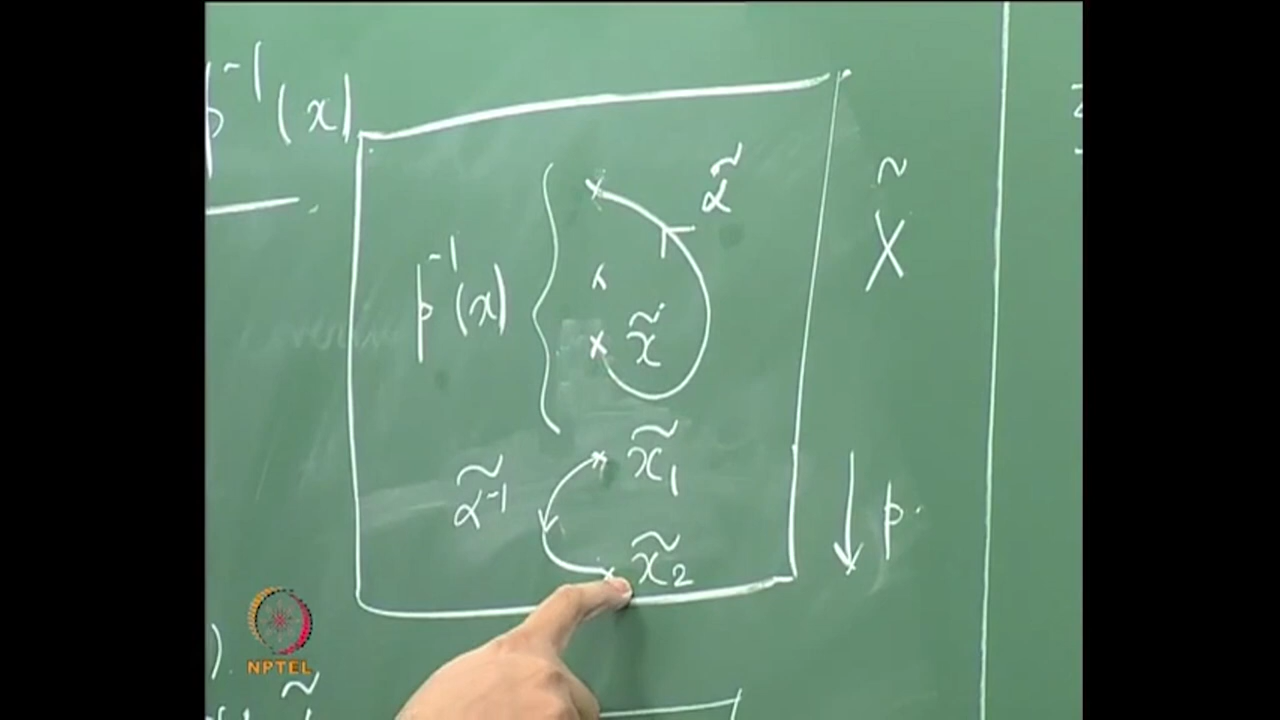 p⁻¹(x)
α̃
X̃
p⁻¹(x)
x̃
x̃₁
α̃⁻¹
p.
x̃₂
NPTEL